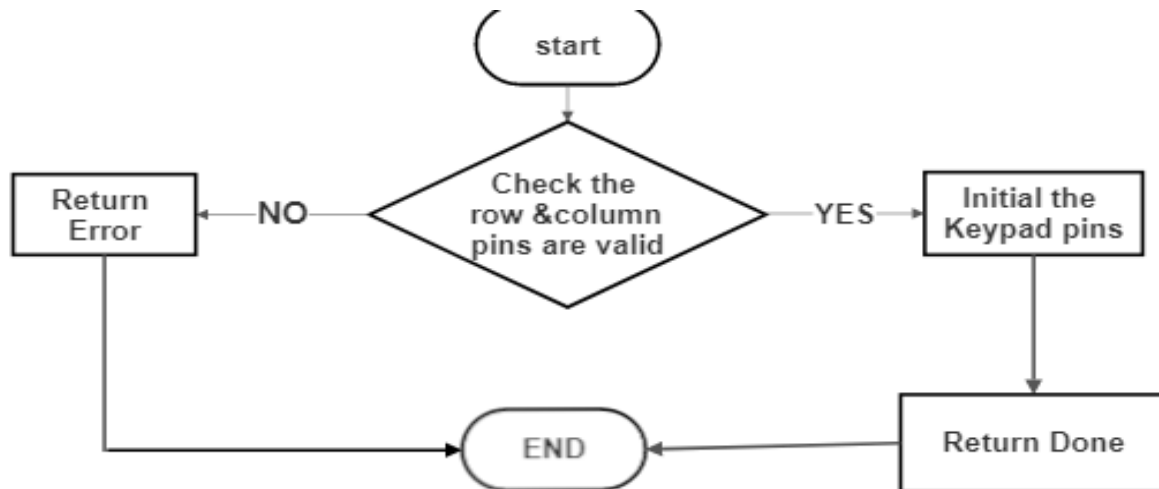 start
Check the
row &column
pins are valid
NO
Return
Error
YES
Initial the
Keypad pins
Return Done
END